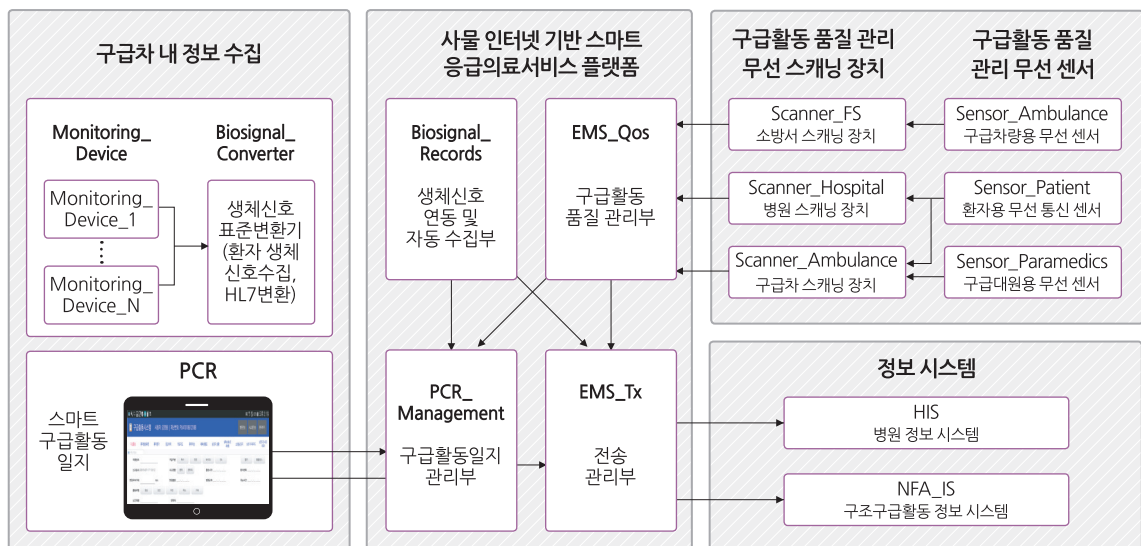 구급차 내 정보 수집
Monitoring_
Device
Monitoring_
Device_1
Monitoring_
Device_N
Biosignal_
Converter
생체신호
표준변환기
(환자 생체
신호수집,
HL7변환)
PCR
스마트
구급활동
일지
구급활동시스템
사물 인터넷 기반 스마트
응급의료서비스 플랫폼
Biosignal_
Records
생체신호
연동 및
자동 수집부
EMS_Qos
구급활동
품질 관리부
PCR_
Management
구급활동일지
관리부
EMS_Tx
전송
관리부
구급활동 품질 관리
무선 스캐닝 장치
구급활동 품질
관리 무선 센서
Scanner_FS
소방서 스캐닝 장치
Sensor_Ambulance
구급차량용 무선 센서
Scanner_Hospital
병원 스캐닝 장치
Sensor_Patient
환자용 무선 통신 센서
Scanner_Ambulance
구급차 스캐닝 장치
Sensor_Paramedics
구급대원용 무선 센서
정보 시스템
HIS
병원 정보 시스템
NFA_IS
구조구급활동 정보 시스템